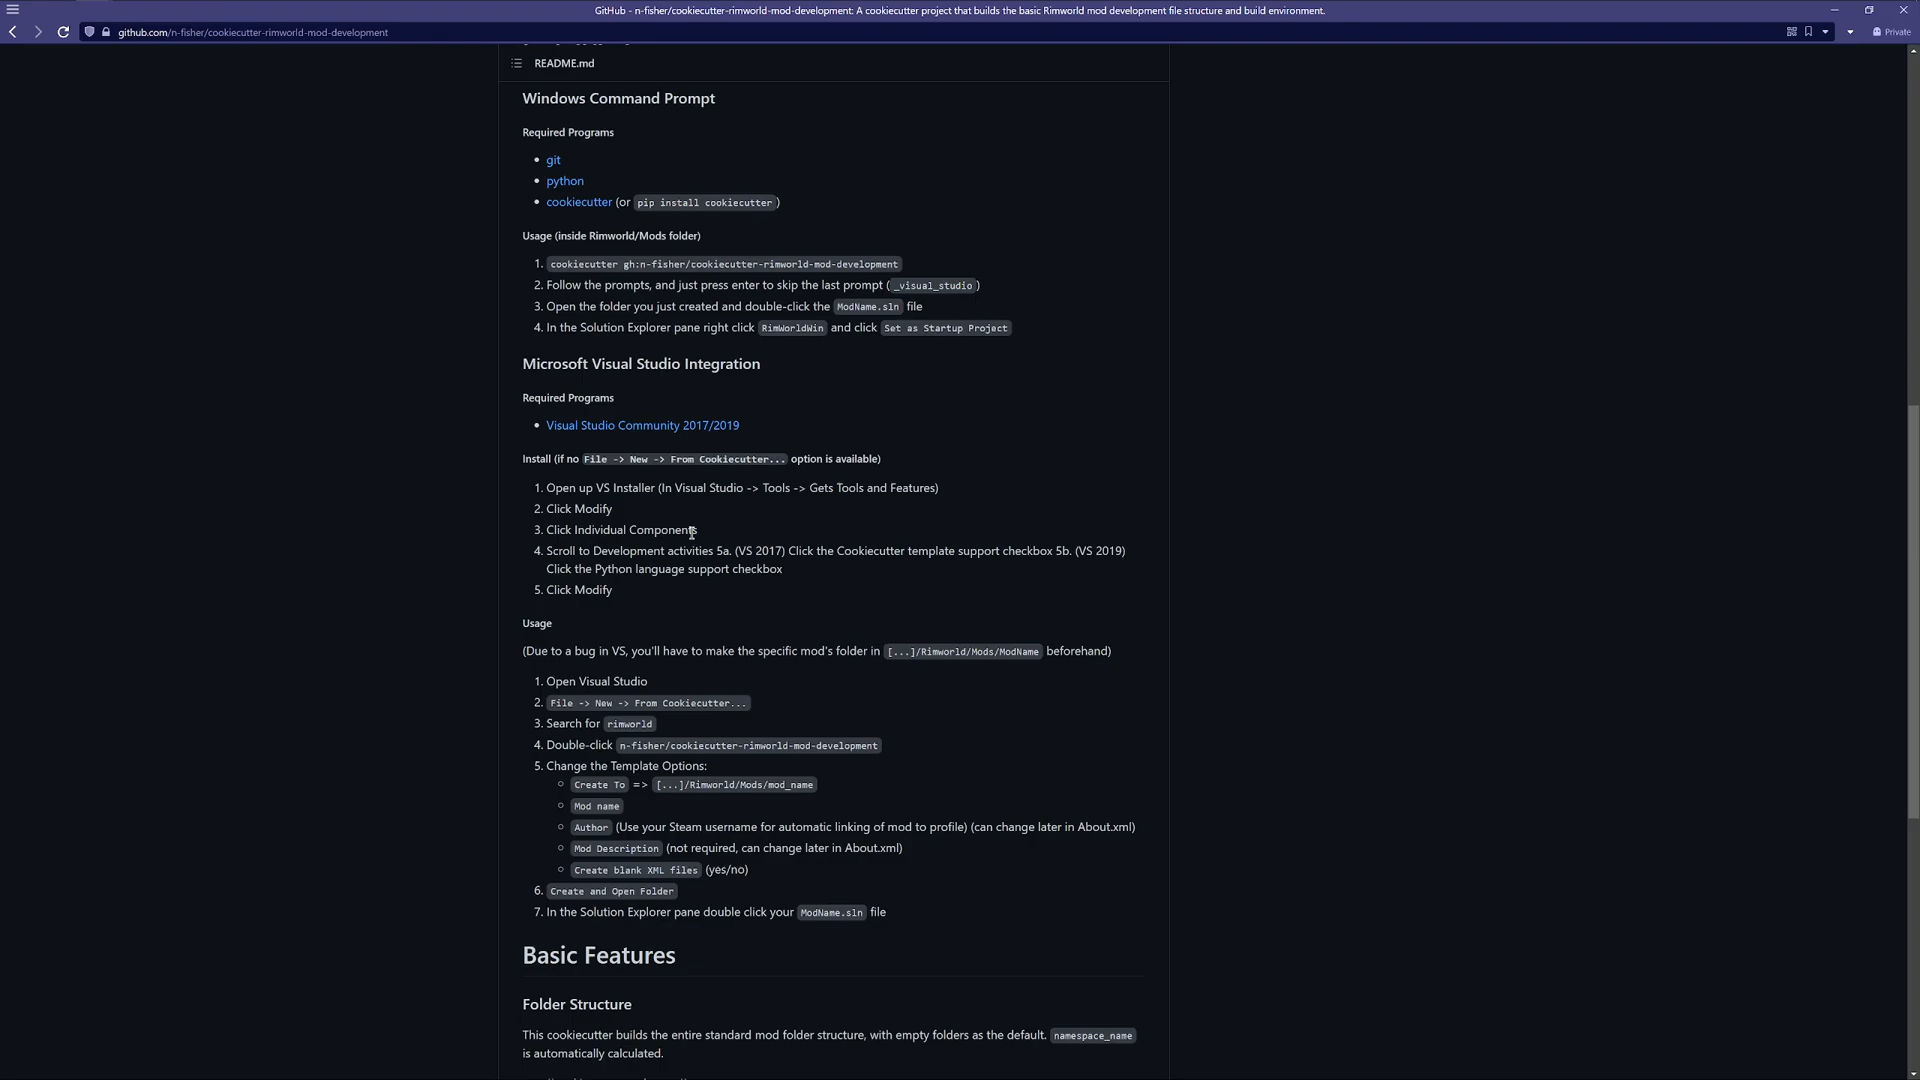 GitHub - n-fisher/cookiecutter-rimworld-mod-development: A cookiecutter project that builds the basic Rimworld mod development file structure and build environment.
github.com/n-fisher/cookiecutter-rimworld-mod-development
Private
README.md
Windows Command Prompt
Required Programs
• git
• python
• cookiecutter (or pip install cookiecutter)
Usage (inside Rimworld/Mods folder)
1. cookiecutter gh:n-fisher/cookiecutter-rimworld-mod-development
2. Follow the prompts, and just press enter to skip the last prompt (_visual_studio)
3. Open the folder you just created and double-click the ModName.sln file
4. In the Solution Explorer pane right click RimWorldWin and click Set as Startup Project
Microsoft Visual Studio Integration
Required Programs
• Visual Studio Community 2017/2019
Install (if no File -> New -> From Cookiecutter... option is available)
1. Open up VS Installer (In Visual Studio -> Tools -> Gets Tools and Features)
2. Click Modify
3. Click Individual Components
4. Scroll to Development activities 5a. (VS 2017) Click the Cookiecutter template support checkbox 5b. (VS 2019)
Click the Python language support checkbox
5. Click Modify
Usage
(Due to a bug in VS, you'll have to make the specific mod's folder in [...]/Rimworld/Mods/ModName beforehand)
1. Open Visual Studio
2. File -> New -> From Cookiecutter...
3. Search for rimworld
4. Double-click n-fisher/cookiecutter-rimworld-mod-development
5. Change the Template Options:
◦ Create To => [...]/Rimworld/Mods/mod_name
◦ Mod name
◦ Author (Use your Steam username for automatic linking of mod to profile) (can change later in About.xml)
◦ Mod Description (not required, can change later in About.xml)
◦ Create blank XML files (yes/no)
6. Create and Open Folder
7. In the Solution Explorer pane double click your ModName.sln file
Basic Features
Folder Structure
This cookiecutter builds the entire standard mod folder structure, with empty folders as the default. namespace_name
is automatically calculated.